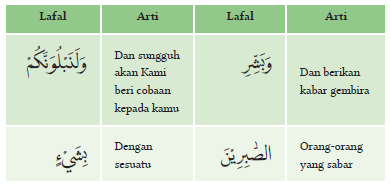 Lafal Arti Lafal Arti
وَلَنَبْلُوَنَّكُمْ
Dan sungguh
akan Kami
beri cobaan
kepada kamu
وَبَشِّرِ
Dan berikan
kabar gembira
بِشَيْءٍ
Dengan
sesuatu
الصّٰبِرِيْنَ
Orang-orang
yang sabar